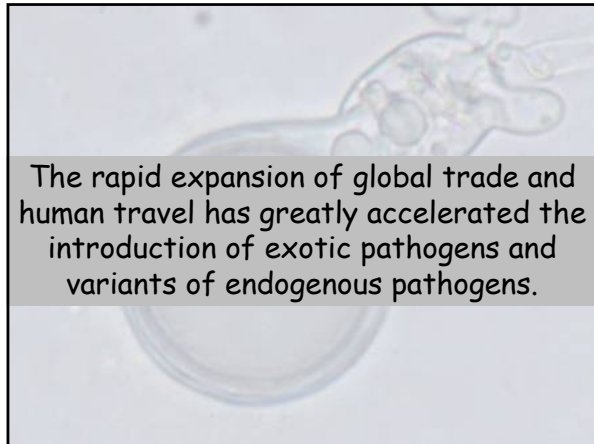 The rapid expansion of global trade and
human travel has greatly accelerated the
introduction of exotic pathogens and
variants of endogenous pathogens.